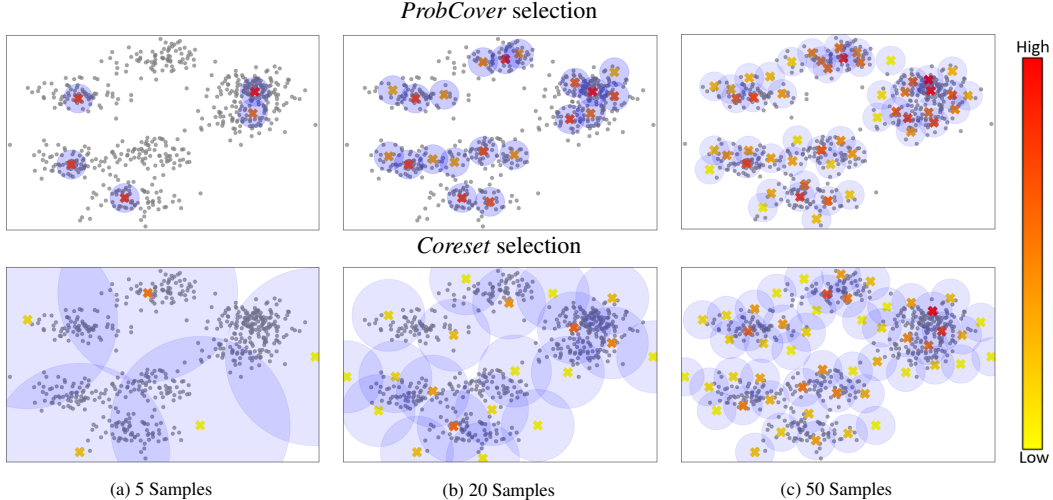 ProbCover selection
High
Coreset selection
Low
(a) 5 Samples
(b) 20 Samples
(c) 50 Samples